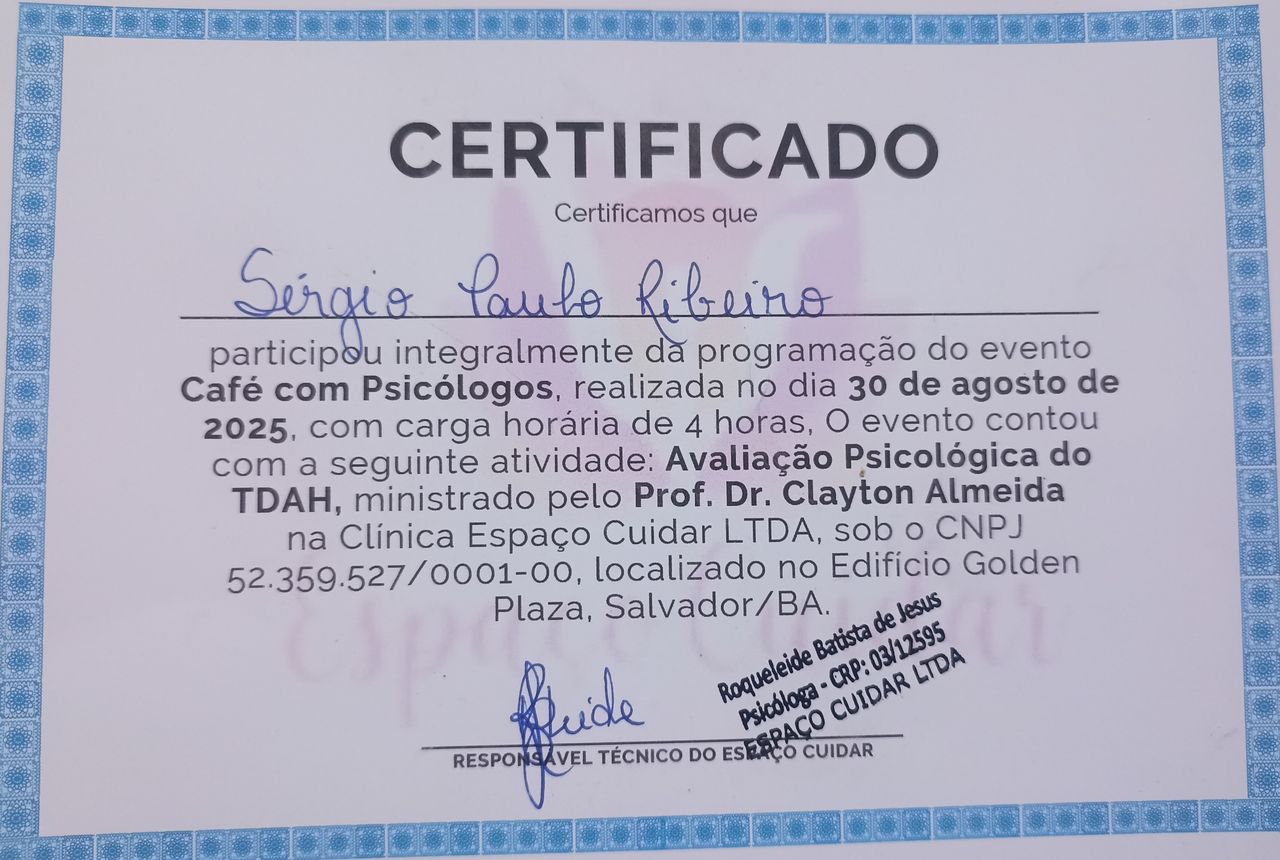 CERTIFICADO
Certificamos que
Sérgio Paulo Ribeiro
participou integralmente da programação do evento
Café com Psicólogos, realizada no dia 30 de agosto de
2025, com carga horária de 4 horas, O evento contou
com a seguinte atividade: Avaliação Psicológica do
TDAH, ministrado pelo Prof. Dr. Clayton Almeida
na Clínica Espaço Cuidar LTDA, sob o CNPJ
52.359.527/0001-00, localizado no Edifício Golden
Plaza, Salvador/BA.
Espaço Cuidar
Roqueleide Batista de Jesus
Psicóloga - CRP: 03/12595
ESPAÇO CUIDAR LTDA
RESPONSÁVEL TÉCNICO DO ESPAÇO CUIDAR